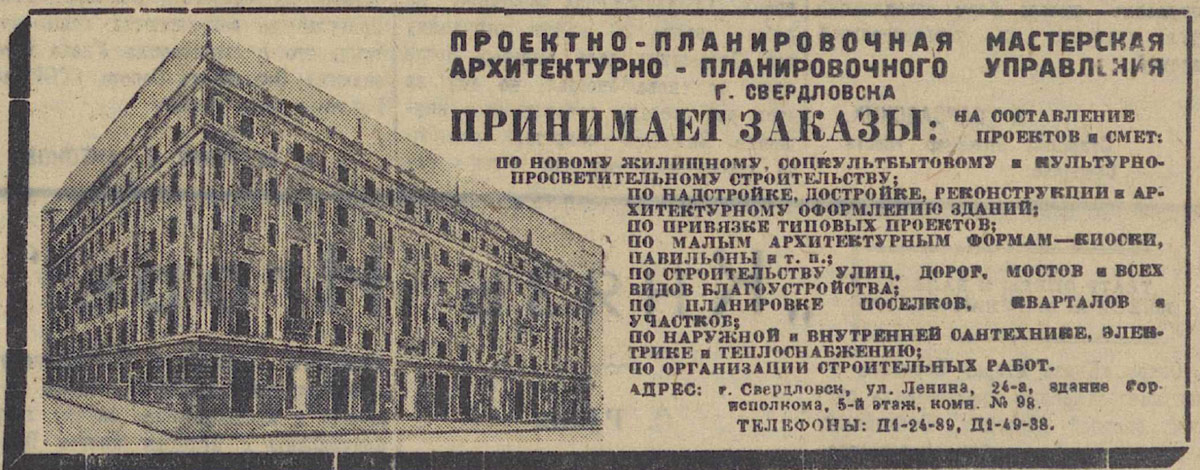 ПРОЕКТНО-ПЛАНИРОВОЧНАЯ МАСТЕРСКАЯ
АРХИТЕКТУРНО-ПЛАНИРОВОЧНОГО УПРАВЛЕНИЯ
Г. СВЕРДЛОВСКА
ПРИНИМАЕТ ЗАКАЗЫ: НА СОСТАВЛЕНИЕ
ПРОЕКТОВ и СМЕТ:
ПО НОВОМУ ЖИЛИЩНОМУ, СОЦКУЛЬТБЫТОВОМУ и КУЛЬТУРНО-
ПРОСВЕТИТЕЛЬНОМУ СТРОИТЕЛЬСТВУ;
ПО НАДСТРОЙКЕ, ДОСТРОЙКЕ, РЕКОНСТРУКЦИИ и АР-
ХИТЕКТУРНОМУ ОФОРМЛЕНИЮ ЗДАНИЙ;
ПО ПРИВЯЗКЕ ТИПОВЫХ ПРОЕКТОВ;
ПО МАЛЫМ АРХИТЕКТУРНЫМ ФОРМАМ—КИОСКИ,
ПАВИЛЬОНЫ и т. п.;
ПО СТРОИТЕЛЬСТВУ УЛИЦ, ДОРОГ, МОСТОВ и ВСЕХ
ВИДОВ БЛАГОУСТРОЙСТВА;
ПО ПЛАНИРОВКЕ ПОСЕЛКОВ, КВАРТАЛОВ и
УЧАСТКОВ;
ПО НАРУЖНОЙ и ВНУТРЕННЕЙ САНТЕХНИКЕ, ЭЛЕК-
ТРИКЕ и ТЕПЛОСНАБЖЕНИЮ;
ПО ОРГАНИЗАЦИИ СТРОИТЕЛЬНЫХ РАБОТ.
АДРЕС: г. Свердловск, ул. Ленина, 24-а, здание Гор-
исполкома, 5-й этаж, комн. № 98.
ТЕЛЕФОНЫ: Д1-24-89, Д1-49-38.